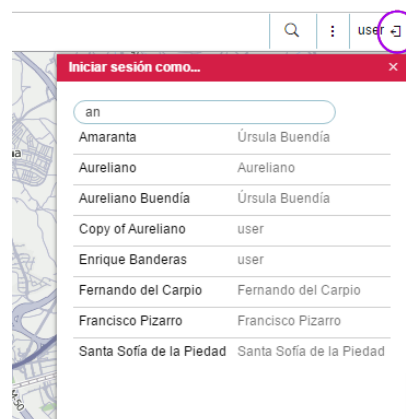 user
Iniciar sesión como... ×
an
Amaranta Úrsula Buendía
Aureliano Aureliano
Aureliano Buendía Úrsula Buendía
Copy of Aureliano user
Enrique Banderas user
Fernando del Carpio Fernando del Carpio
Francisco Pizarro Francisco Pizarro
Santa Sofía de la Piedad Santa Sofía de la Piedad